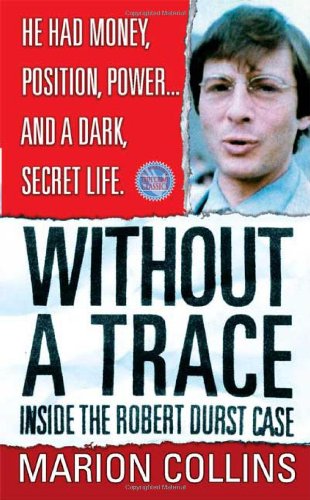 HE HAD MONEY,
POSITION, POWER...
AND A DARK,
SECRET LIFE.
WITHOUT
A TRACE
INSIDE THE ROBERT DURST CASE
MARION COLLINS